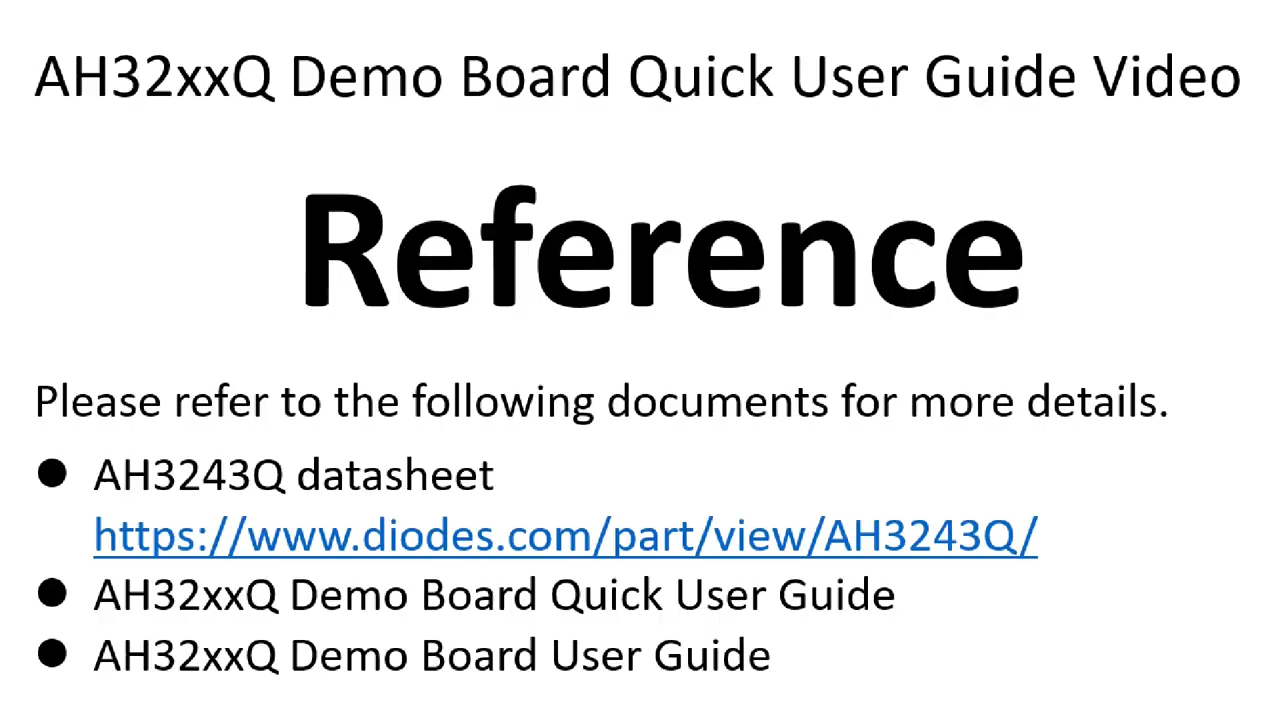 AH32xxQ Demo Board Quick User Guide Video
Reference
Please refer to the following documents for more details.
● AH3243Q datasheet
https://www.diodes.com/part/view/AH3243Q/
● AH32xxQ Demo Board Quick User Guide
● AH32xxQ Demo Board User Guide